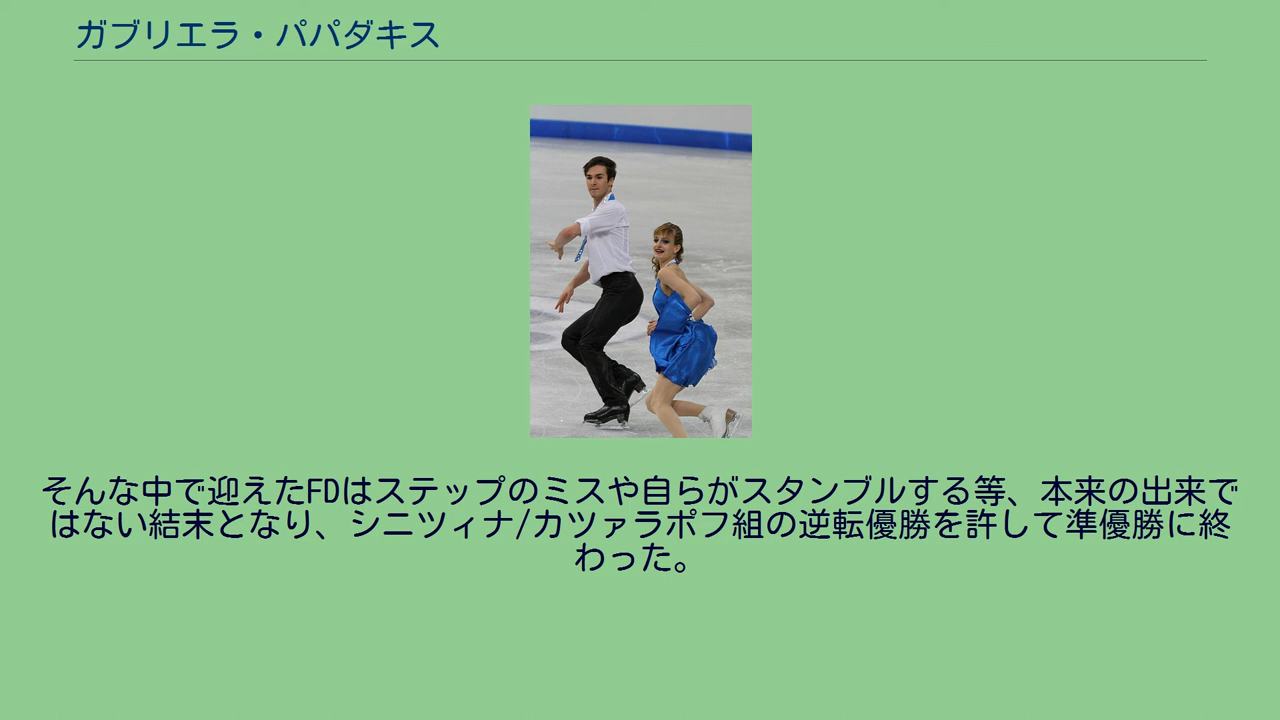 ガブリエラ・パパダキス
そんな中で迎えたFDはステップのミスや自らがスタンブルする等、本来の出来で
はない結末となり、シニツィナ/カツァラポフ組の逆転優勝を許して準優勝に終
わった。